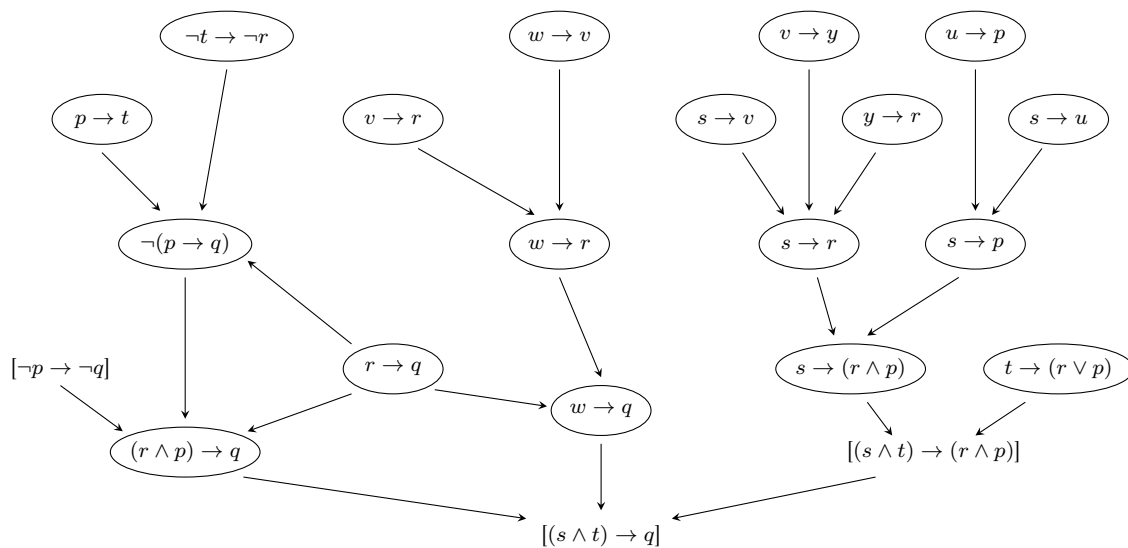 ¬t → ¬r
w → v
v → y
u → p
p → t
v → r
s → v
y → r
s → u
¬(p → q)
w → r
s → r
s → p
[¬p → ¬q]
r → q
s → (r ∧ p)
t → (r ∨ p)
w → q
(r ∧ p) → q
[(s ∧ t) → (r ∧ p)]
[(s ∧ t) → q]